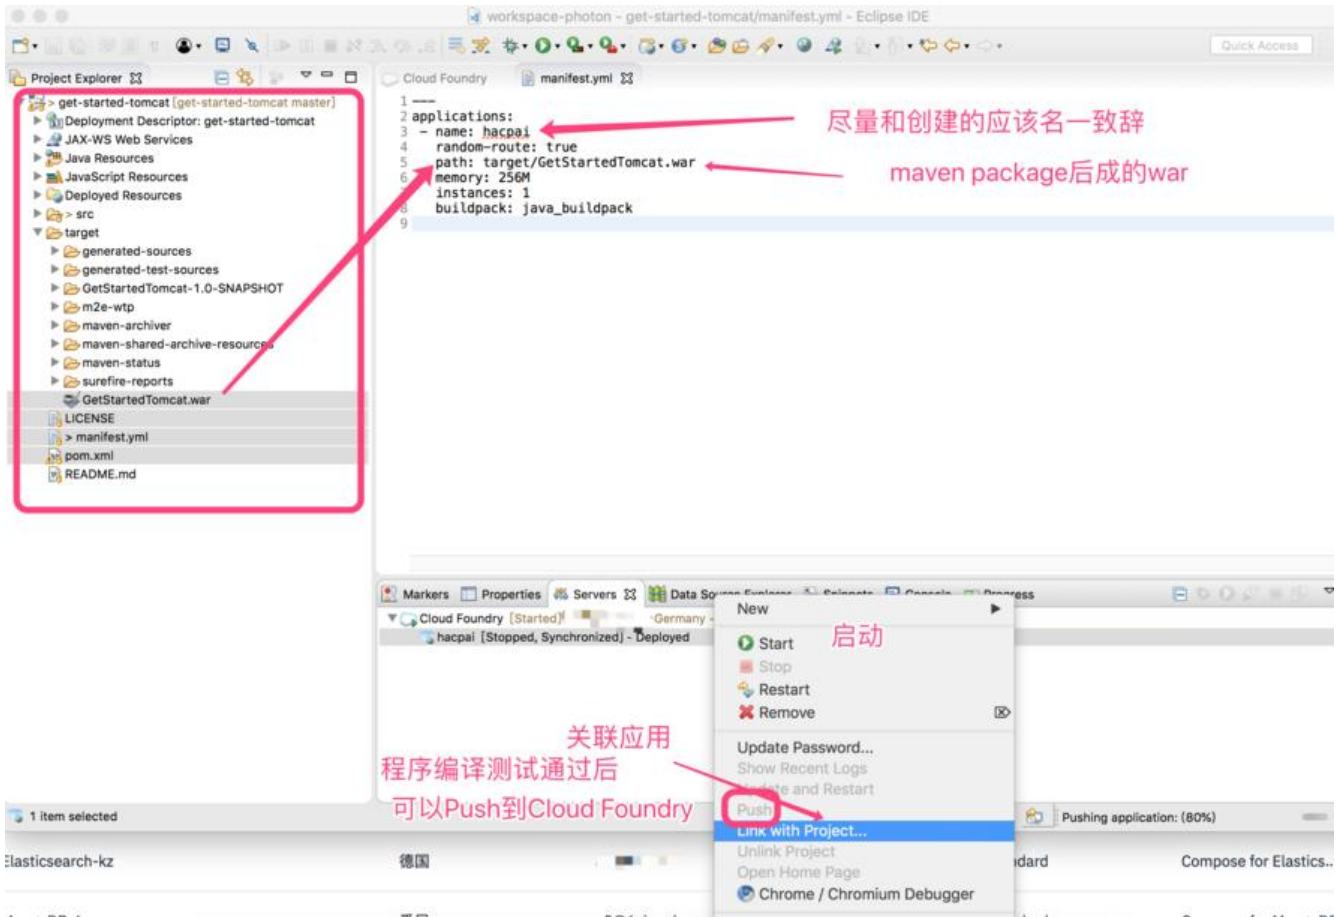 workspace-photon - get-started-tomcat/manifest.yml - Eclipse IDE
Quick Access
Project Explorer
Cloud Foundry
manifest.yml
> get-started-tomcat [get-started-tomcat master]
Deployment Descriptor: get-started-tomcat
JAX-WS Web Services
Java Resources
JavaScript Resources
Deployed Resources
> src
target
generated-sources
generated-test-sources
GetStartedTomcat-1.0-SNAPSHOT
m2e-wtp
maven-archiver
maven-shared-archive-resources
maven-status
surefire-reports
GetStartedTomcat.war
LICENSE
> manifest.yml
pom.xml
README.md
1 ---
2 applications:
3 - name: hacpai
4 random-route: true
5 path: target/GetStartedTomcat.war
6 memory: 256M
instances: 1
8 buildpack: java_buildpack
9
尽量和创建的应该名一致辞
maven package后成的war
Markers
Properties
Servers
Data Source Explorer
Snippets
Console
Progress
Cloud Foundry [Started]
Germany -
hacpai [Stopped, Synchronized] - Deployed
New
Start
启动
Stop
Restart
Remove
Update Password...
Show Recent Logs
Update and Restart
Push
Link with Project...
Unlink Project
Open Home Page
Chrome / Chromium Debugger
关联应用
程序编译测试通过后
可以Push到Cloud Foundry
1 item selected
Pushing application: (80%)
Elasticsearch-kz
德国
dard
Compose for Elastics...